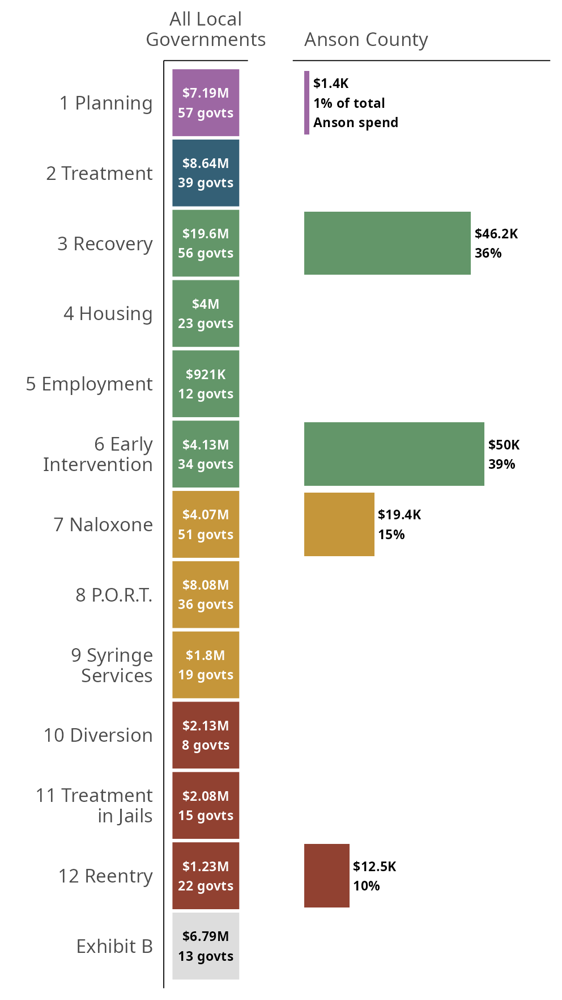 All Local
Governments
Anson County
1 Planning
$7.19M
57 govts
$1.4K
1% of total
Anson spend
2 Treatment
$8.64M
39 govts
3 Recovery
$19.6M
56 govts
$46.2K
36%
4 Housing
$4M
23 govts
5 Employment
$921K
12 govts
6 Early
Intervention
$4.13M
34 govts
$50K
39%
7 Naloxone
$4.07M
51 govts
$19.4K
15%
8 P.O.R.T.
$8.08M
36 govts
9 Syringe
Services
$1.8M
19 govts
10 Diversion
$2.13M
8 govts
11 Treatment
in Jails
$2.08M
15 govts
12 Reentry
$1.23M
22 govts
$12.5K
10%
Exhibit B
$6.79M
13 govts